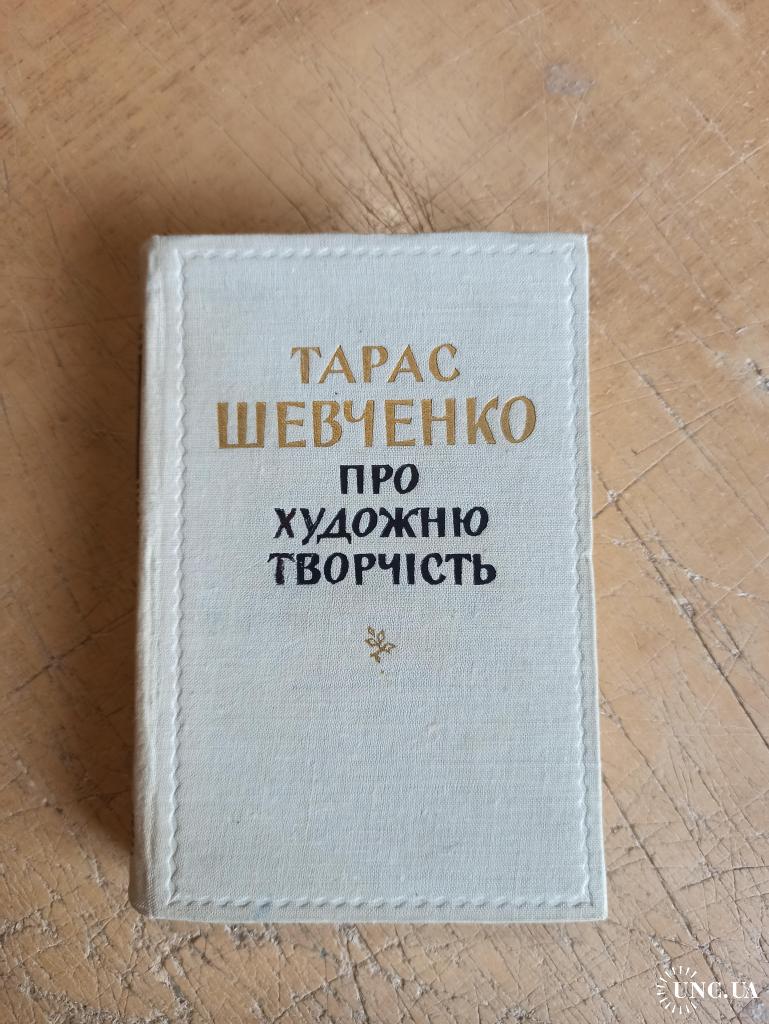 ТАРАС
ШЕВЧЕНКО
ПРО
ХУДОЖНЮ
ТВОРЧІСТЬ
UNC.UA